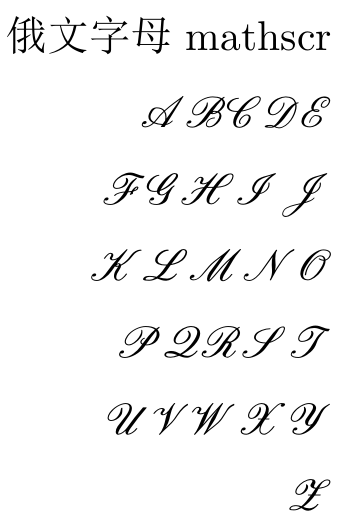 俄文字母 mathscr
A B C D E
F G H I J
K L M N O
P Q R S T
U V W X Y
Z